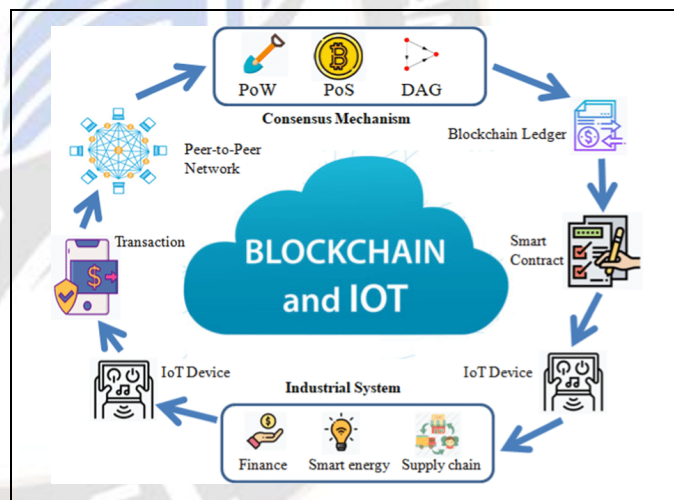 PoW PoS DAG
Consensus Mechanism
Blockchain Ledger
Peer-to-Peer
Network
BLOCKCHAIN
and IOT
Transaction
Smart
Contract
IoT Device
IoT Device
Industrial System
Finance Smart energy Supply chain